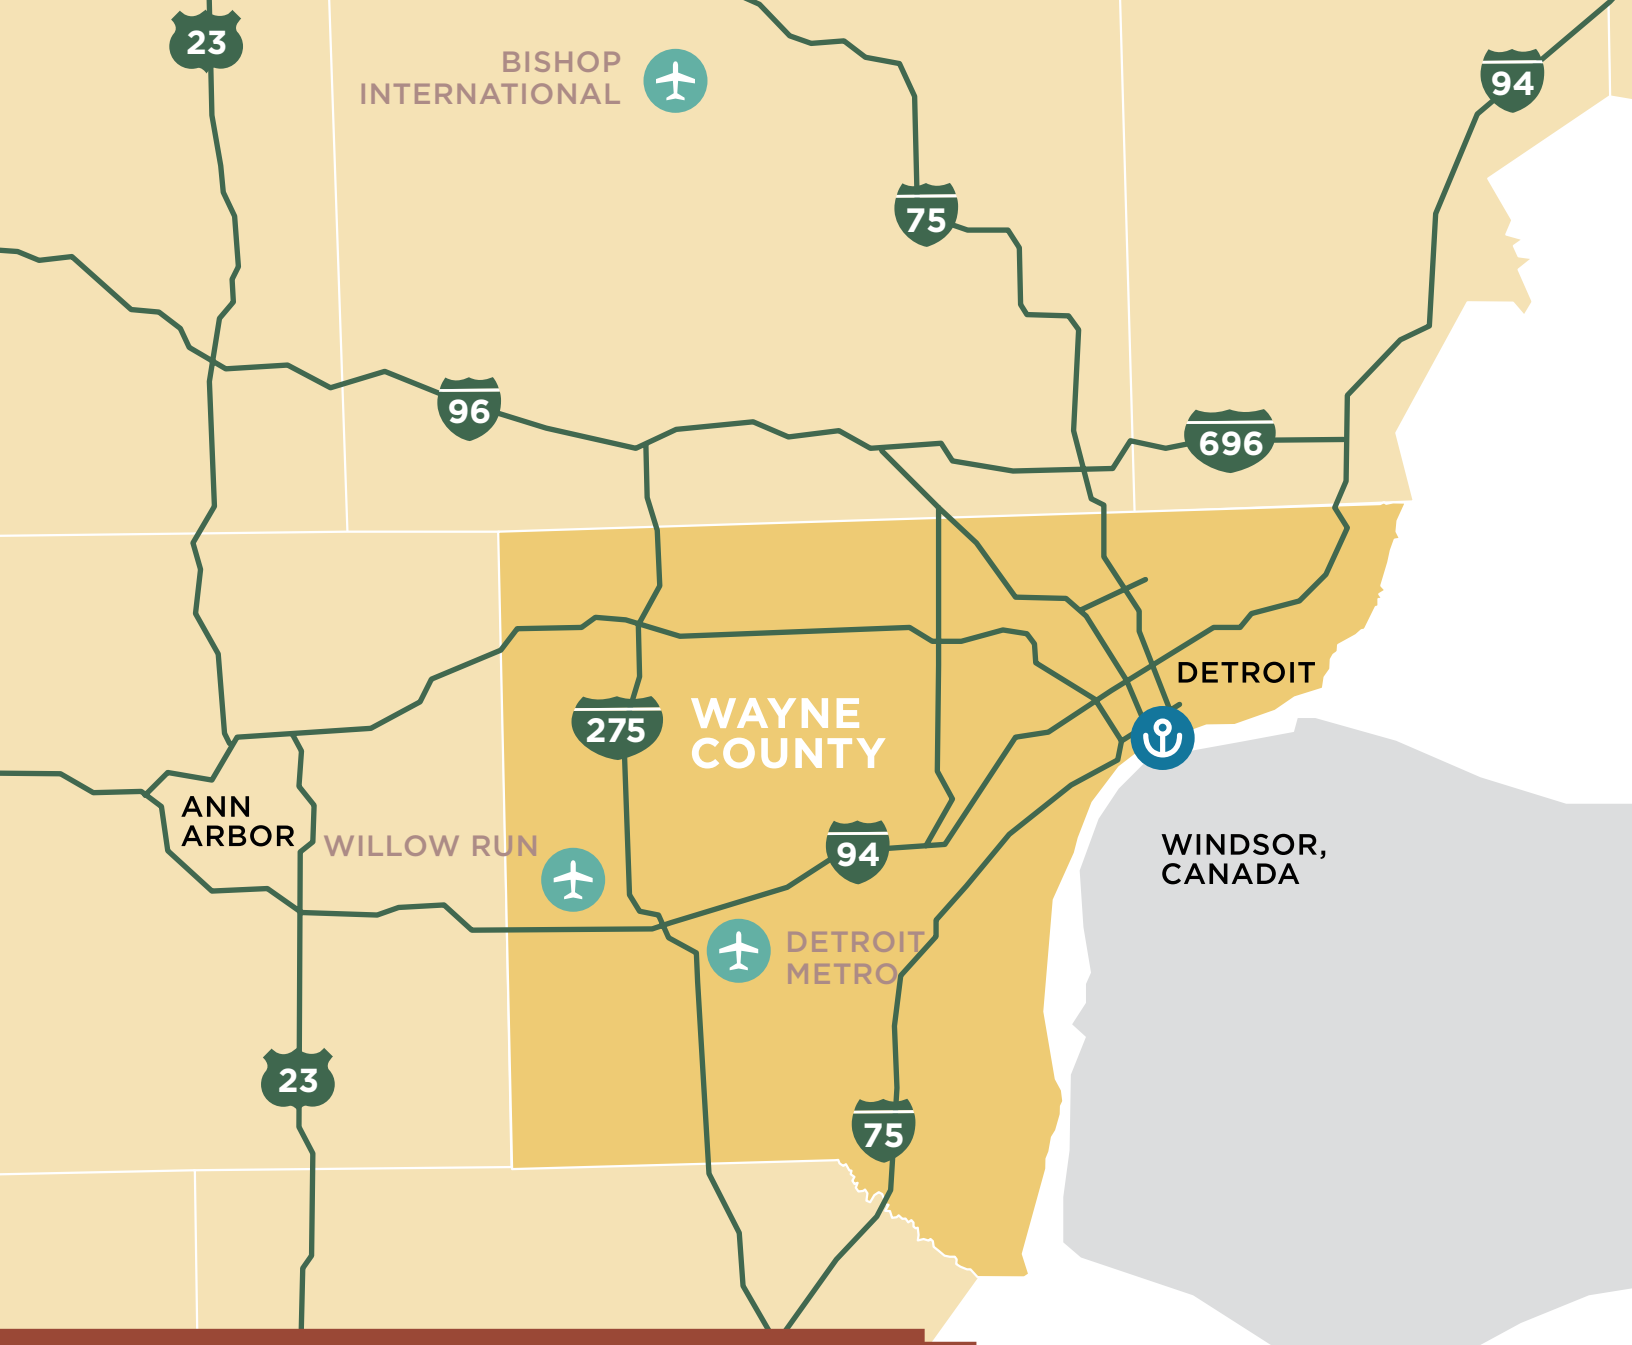 23
BISHOP
INTERNATIONAL
94
75
96
696
DETROIT
275
WAYNE
COUNTY
ANN
ARBOR
WILLOW RUN
94
WINDSOR,
CANADA
DETROIT
METRO
23
75